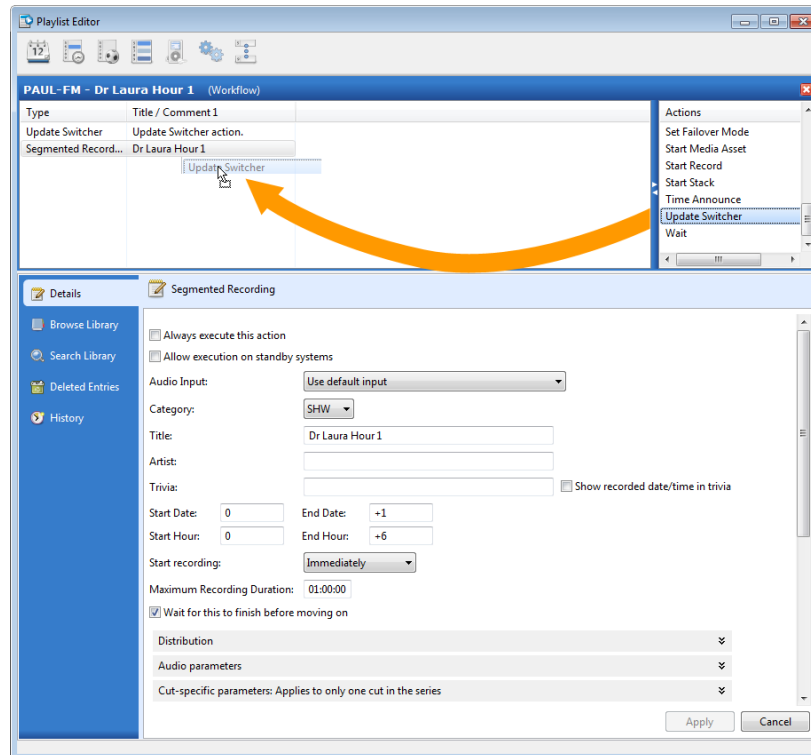 Playlist Editor
12
PAUL-FM - Dr Laura Hour 1 (Workflow)
Type Title / Comment 1
Update Switcher Update Switcher action.
Segmented Record... Dr Laura Hour 1
Update Switcher
Actions
Set Failover Mode
Start Media Asset
Start Record
Start Stack
Time Announce
Update Switcher
Wait
Details
Browse Library
Search Library
Deleted Entries
History
Segmented Recording
Always execute this action
Allow execution on standby systems
Audio Input: Use default input
Category: SHW
Title: Dr Laura Hour 1
Artist:
Trivia: Show recorded date/time in trivia
Start Date: 0 End Date: +1
Start Hour: 0 End Hour: +6
Start recording: Immediately
Maximum Recording Duration: 01:00:00
Wait for this to finish before moving on
Distribution
Audio parameters
Cut-specific parameters: Applies to only one cut in the series
Apply Cancel